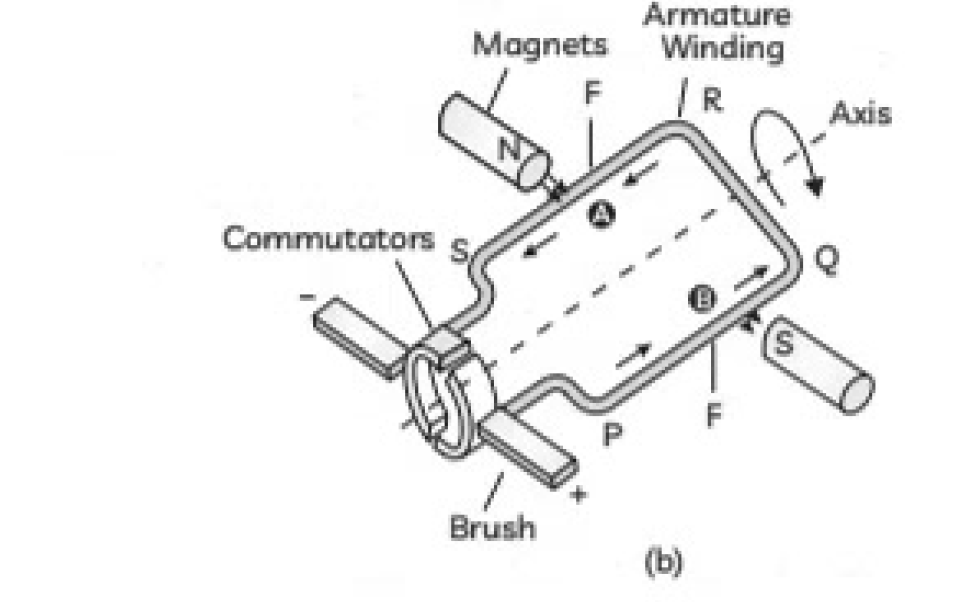 Armature
Winding
Magnets
F
R
Axis
N
A
Commutators
S
Q
B
-
S
F
P
+
Brush
(b)